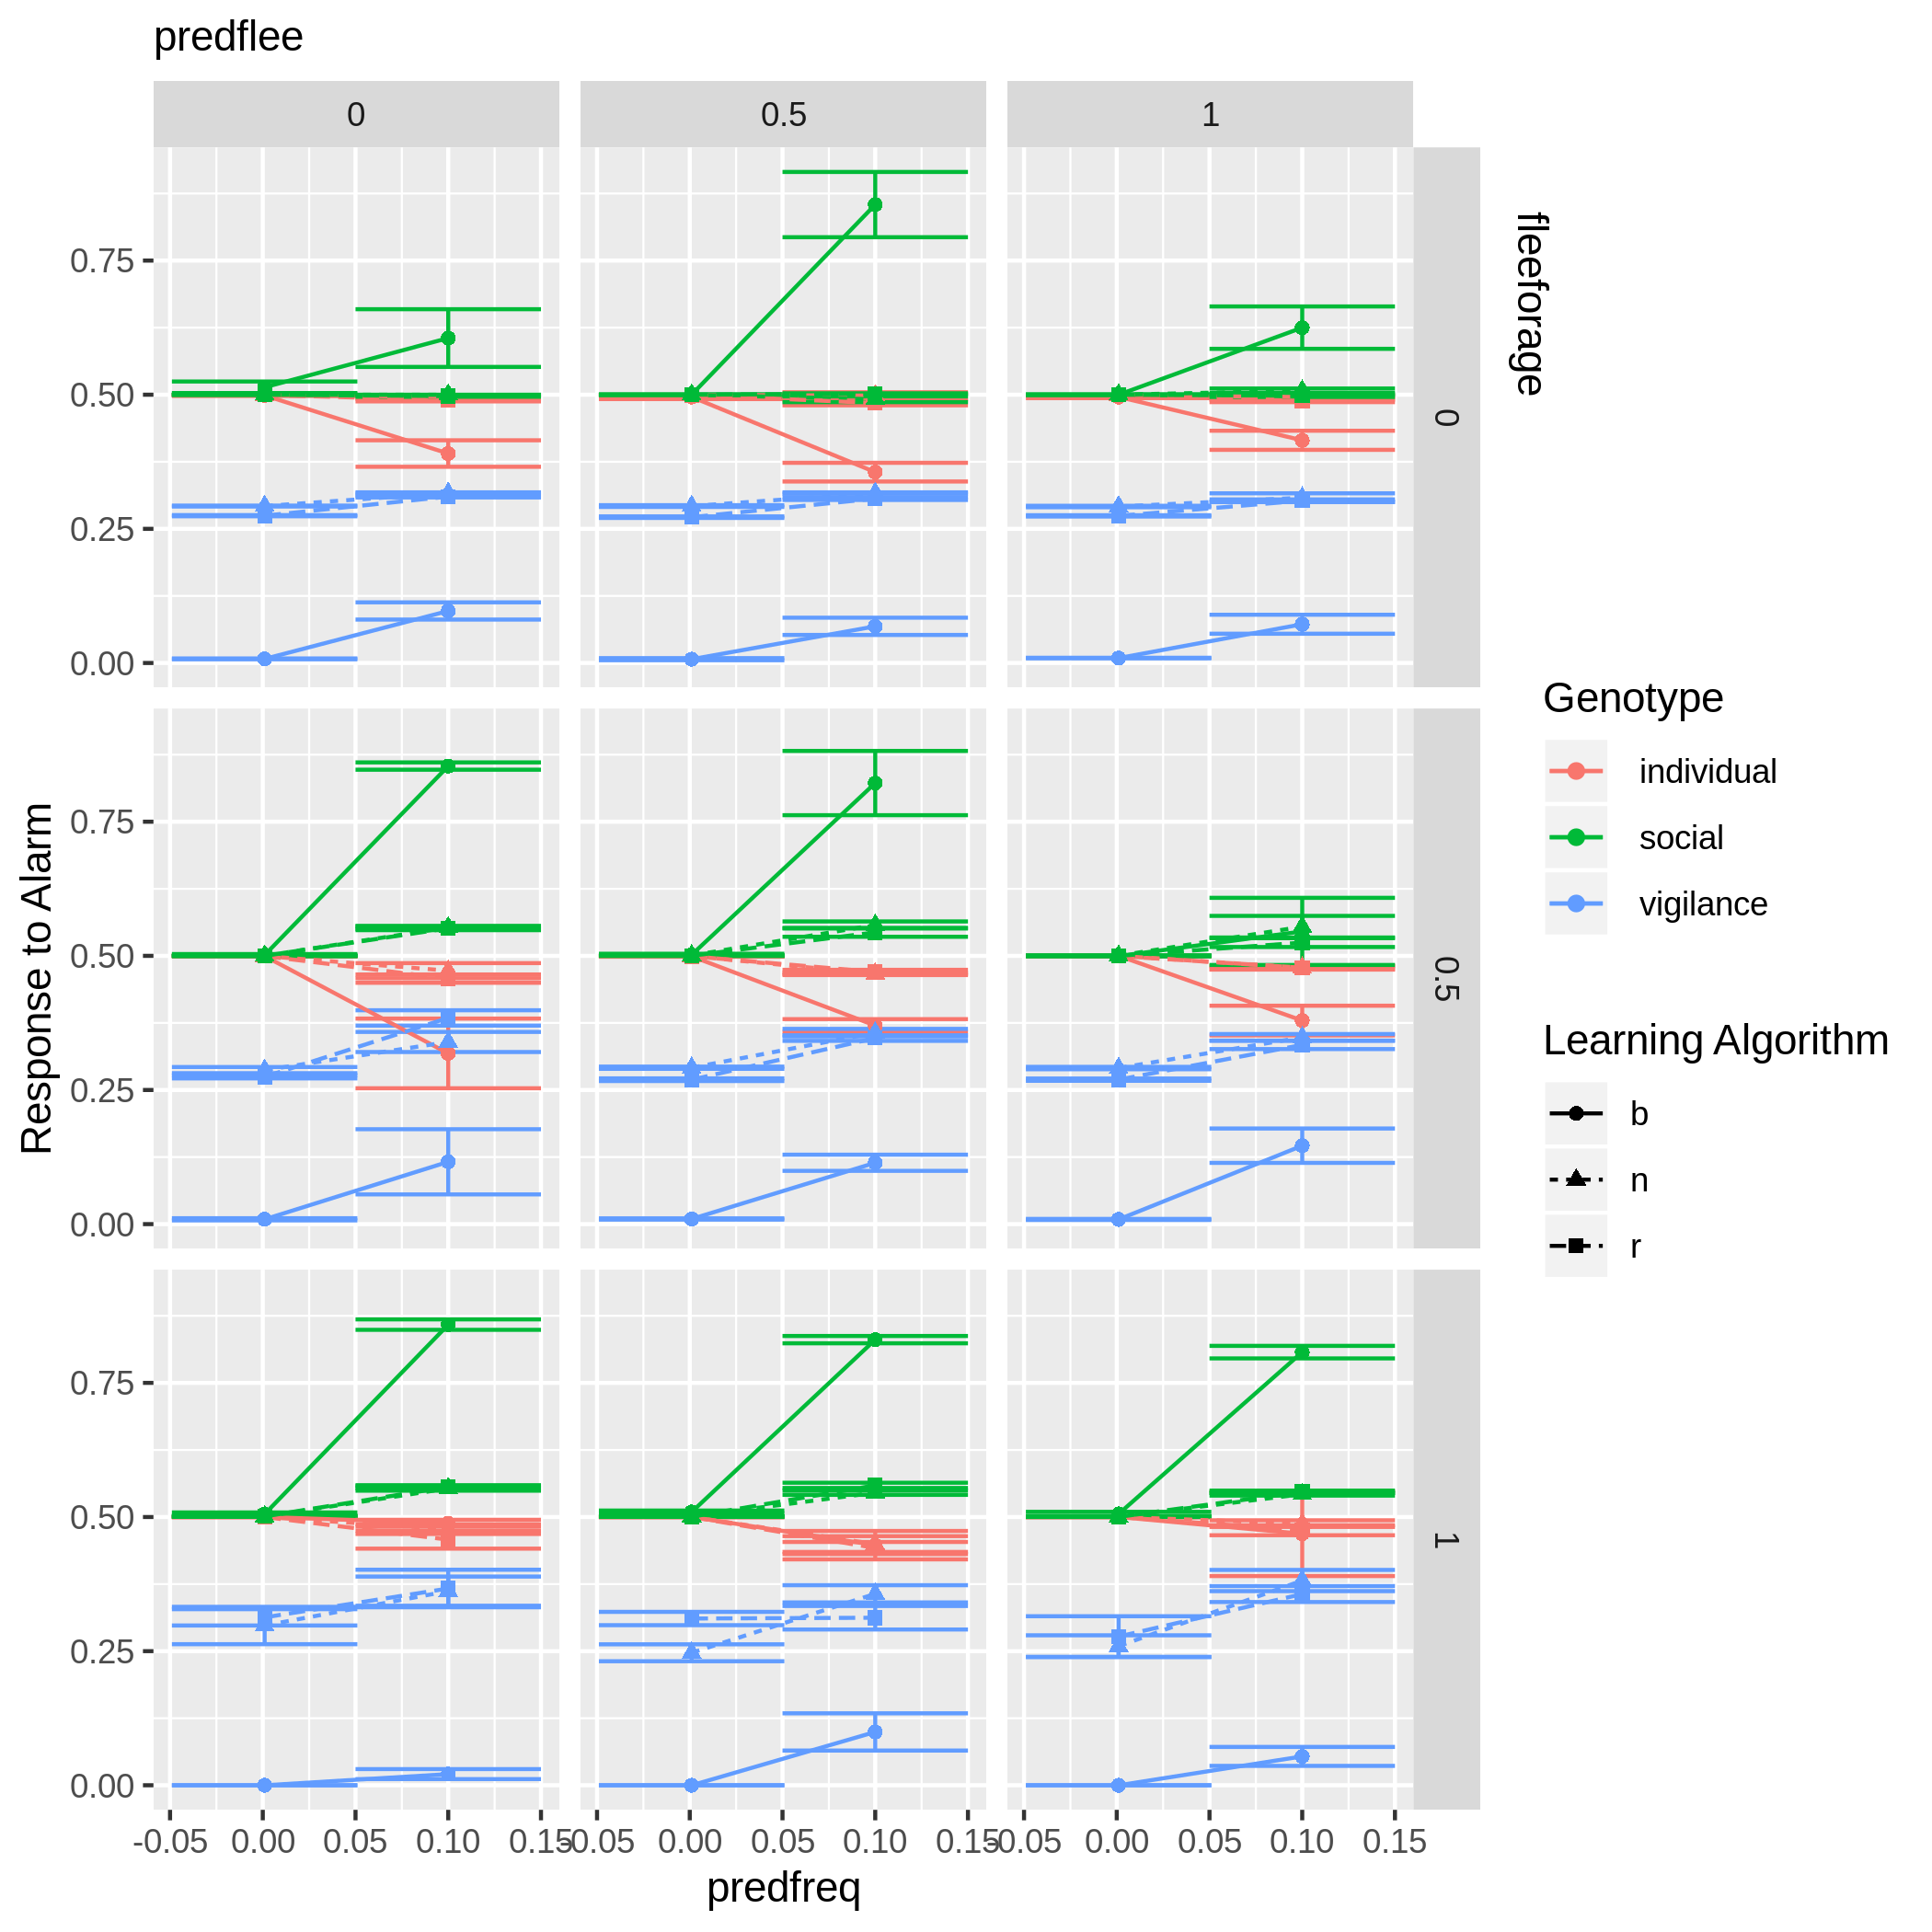 predflee
0 0.5 1
fleeforage
0.75
0.50
0.25
0.00
0
Response to Alarm
0.75
0.50
0.25
0.00
0.5
0.75
0.50
0.25
0.00
1
-0.05 0.00 0.05 0.10 0.15 -0.05 0.00 0.05 0.10 0.15 -0.05 0.00 0.05 0.10 0.15
predfreq
Genotype
individual
social
vigilance
Learning Algorithm
b
n
r